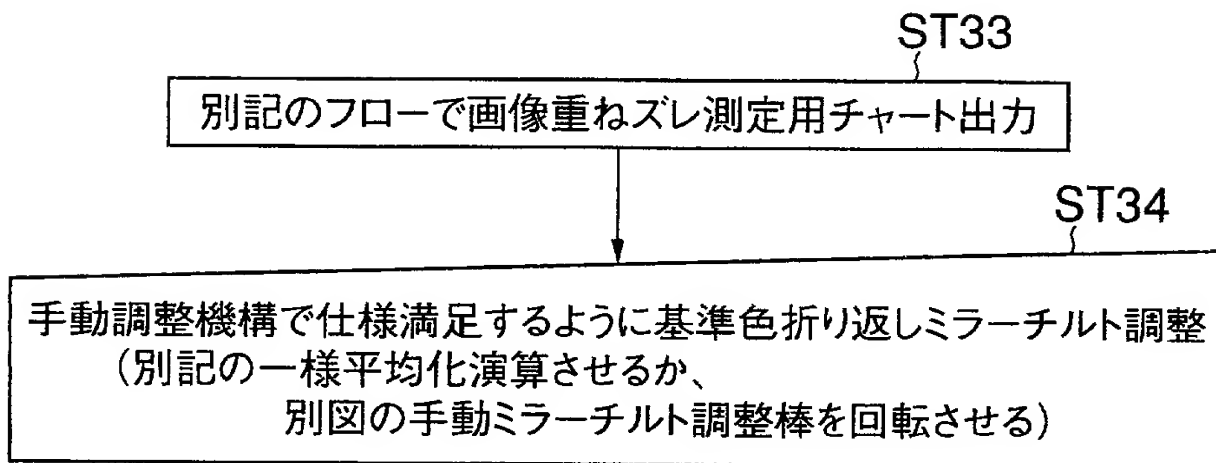 ST33
別記のフローで画像重ねズレ測定用チャート出力
ST34
手動調整機構で仕様満足するように基準色折り返しミラーチルト調整
（別記の一様平均化演算させるか、
別図の手動ミラーチルト調整棒を回転させる）